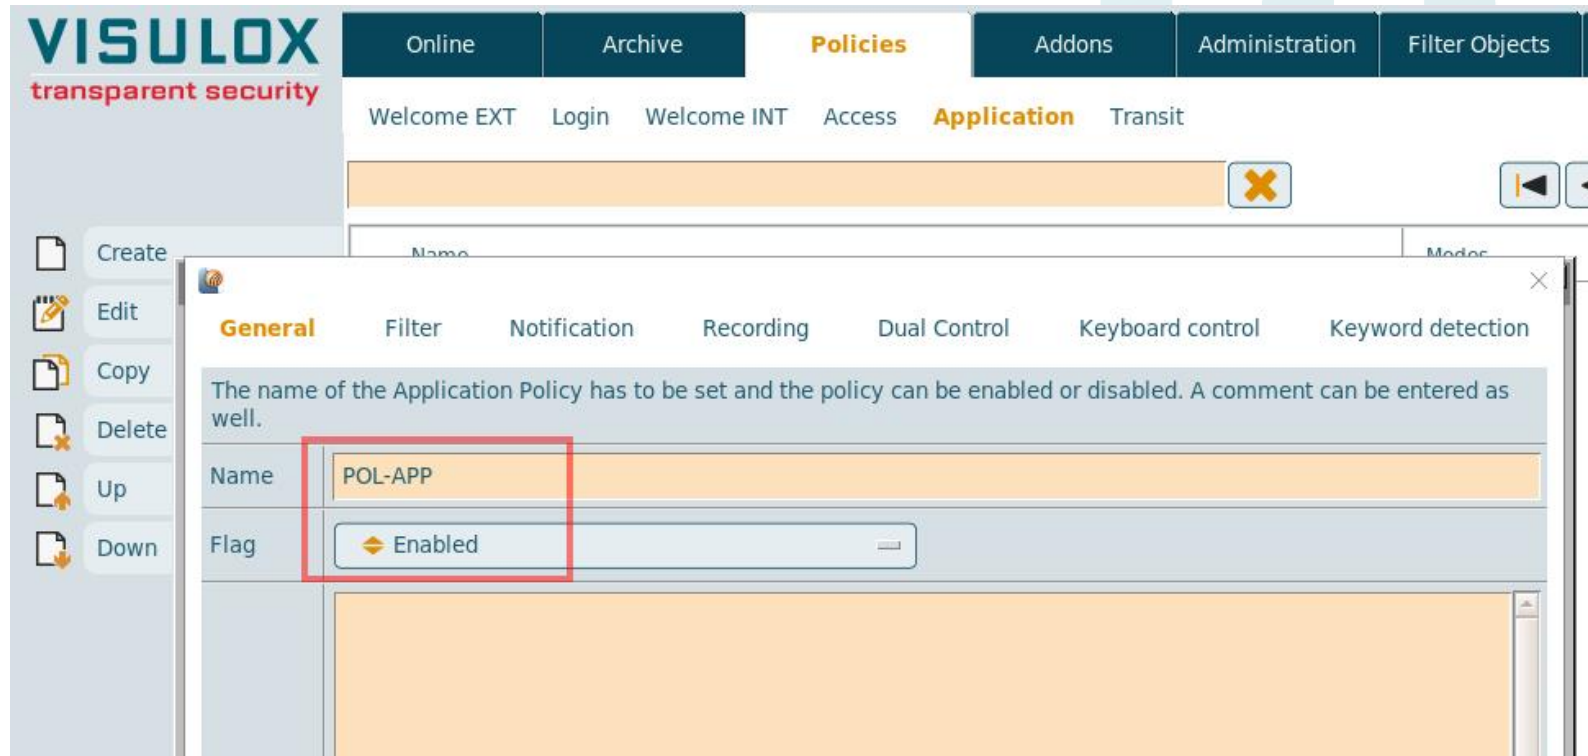 VISULOX
transparent security
Online Archive Policies Addons Administration Filter Objects
Welcome EXT Login Welcome INT Access Application Transit
Create
Name Modes
Edit
Copy
Delete
Up
Down
General Filter Notification Recording Dual Control Keyboard control Keyword detection
The name of the Application Policy has to be set and the policy can be enabled or disabled. A comment can be entered as
well.
Name POL-APP
Flag Enabled